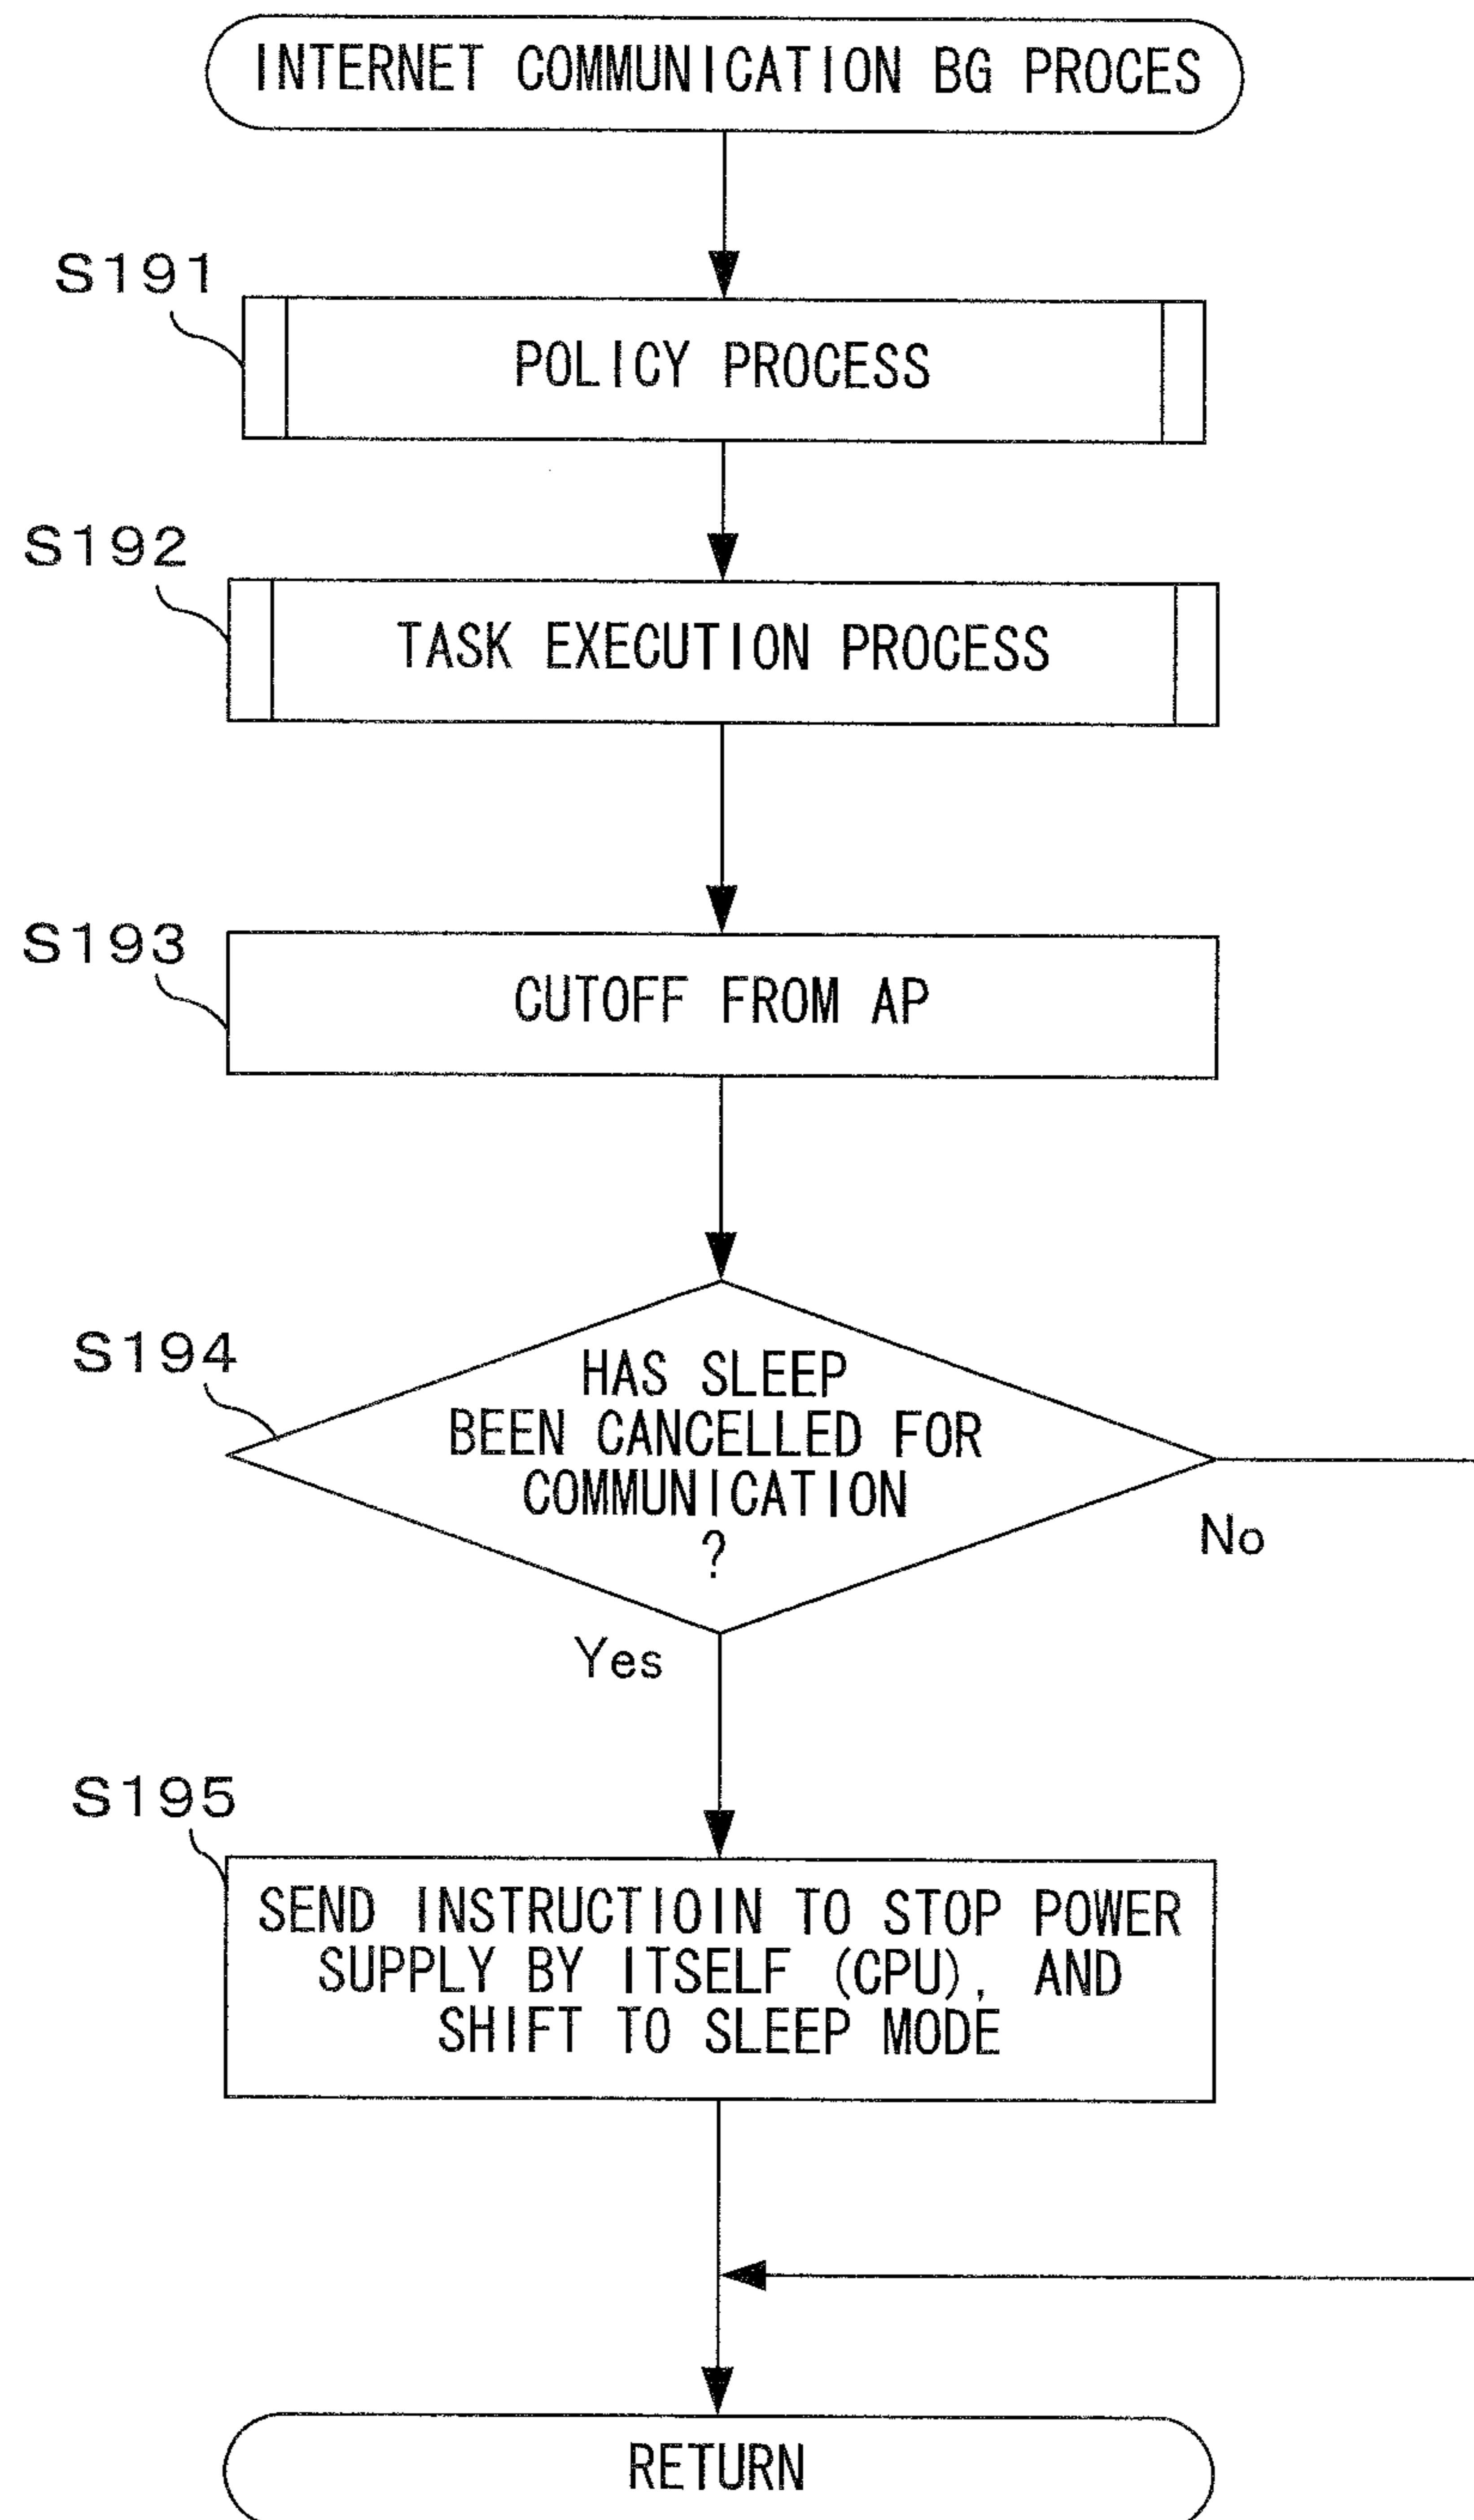 INTERNET COMMUNICATION BG PROCES
S191
POLICY PROCESS
S192
TASK EXECUTION PROCESS
S193
CUTOFF FROM AP
S194
HAS SLEEP
BEEN CANCELLED FOR
COMMUNICATION
?
No
Yes
S195
SEND INSTRUCTIOIN TO STOP POWER
SUPPLY BY ITSELF (CPU), AND
SHIFT TO SLEEP MODE
RETURN